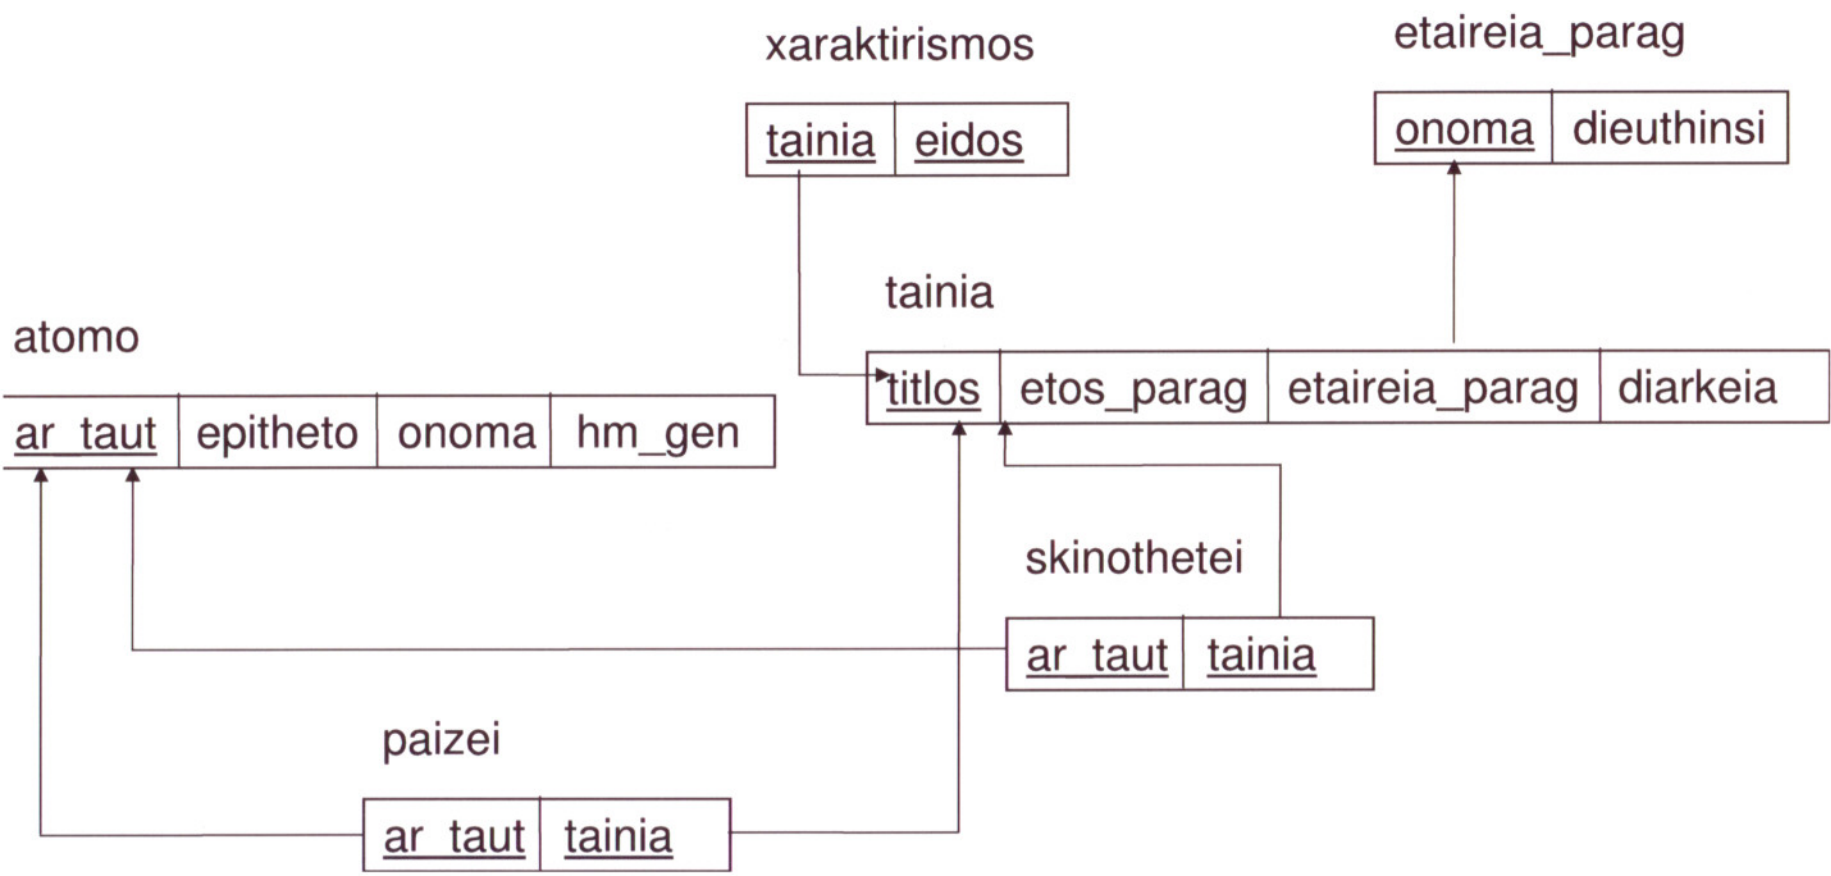 xaraktirismos
etaireia_parag
tainia eidos
onoma dieuthinsi
tainia
atomo
titlos etos_parag etaireia_parag diarkeia
ar_taut epitheto onoma hm_gen
skinothetei
ar_taut tainia
paizei
ar_taut tainia